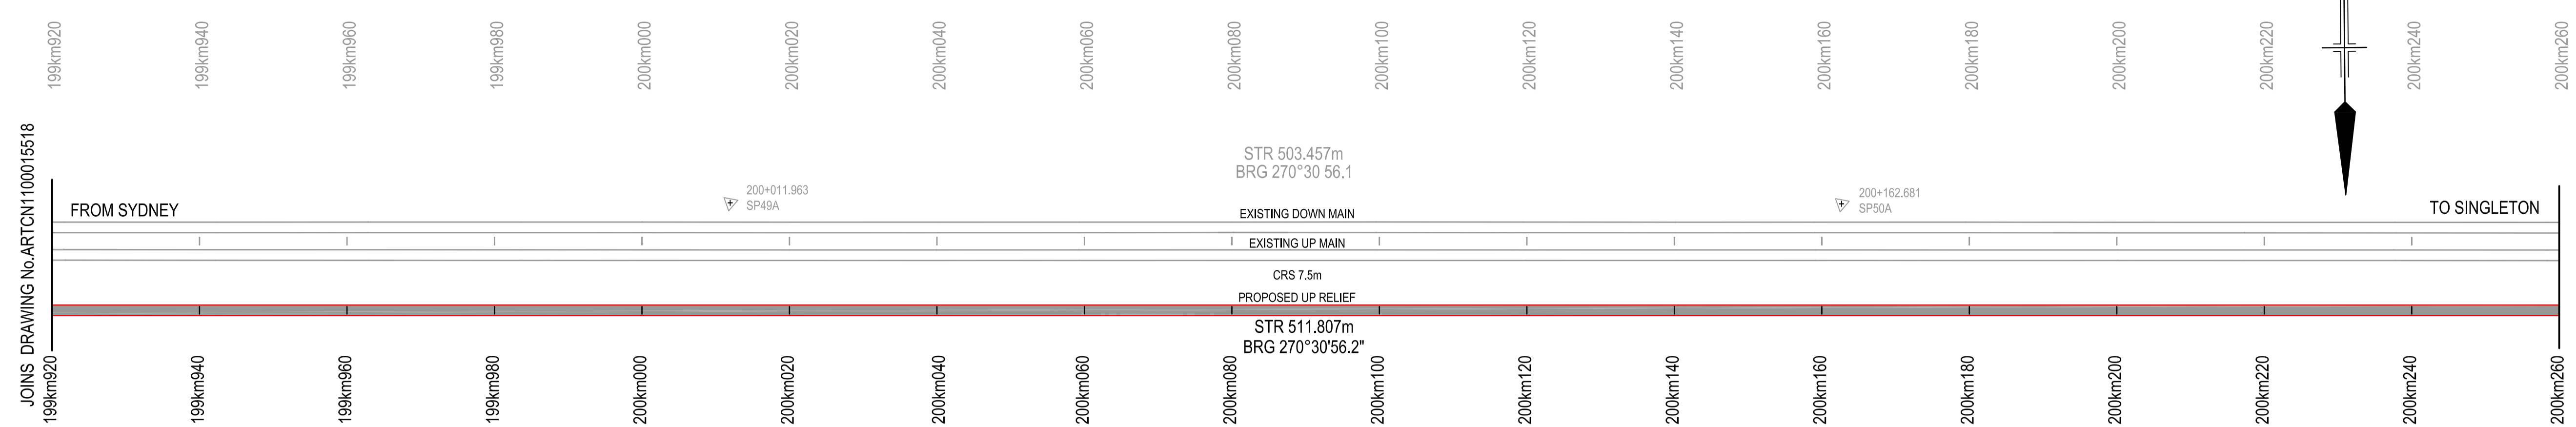 199km920
199km940
199km960
199km980
200km000
200km020
200km040
200km060
200km080
200km100
200km120
200km140
200km160
200km180
200km200
200km220
200km240
200km260
JOINS DRAWING No.ARTCN1100015518
STR 503.457m
BRG 270°30 56.1
200+011.963
SP49A
200+162.681
SP50A
FROM SYDNEY
EXISTING DOWN MAIN
TO SINGLETON
EXISTING UP MAIN
CRS 7.5m
PROPOSED UP RELIEF
STR 511.807m
BRG 270°30'56.2"
199km920
199km940
199km960
199km980
200km000
200km020
200km040
200km060
200km080
200km100
200km120
200km140
200km160
200km180
200km200
200km220
200km240
200km260